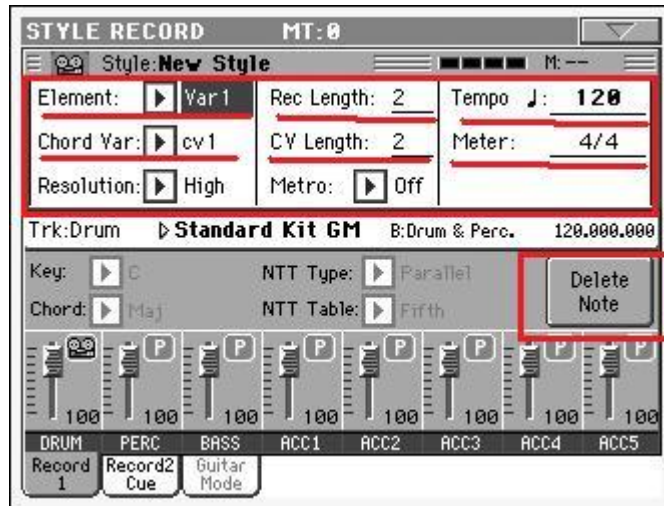 STYLE RECORD MT:0
Style:New Style M:--
Element: Var1 Rec Length: 2 Tempo ♩: 120
Chord Var: cv1 CV Length: 2 Meter: 4/4
Resolution: High Metro: Off
Trk:Drum Standard Kit GM B:Drum & Perc. 120.000.000
Key: C NTT Type: Parallel Delete
Chord: Maj NTT Table: Fifth Note
P P P P P P P
100 100 100 100 100 100 100 100
DRUM PERC BASS ACC1 ACC2 ACC3 ACC4 ACC5
Record Record2 Guitar
1 Cue Mode